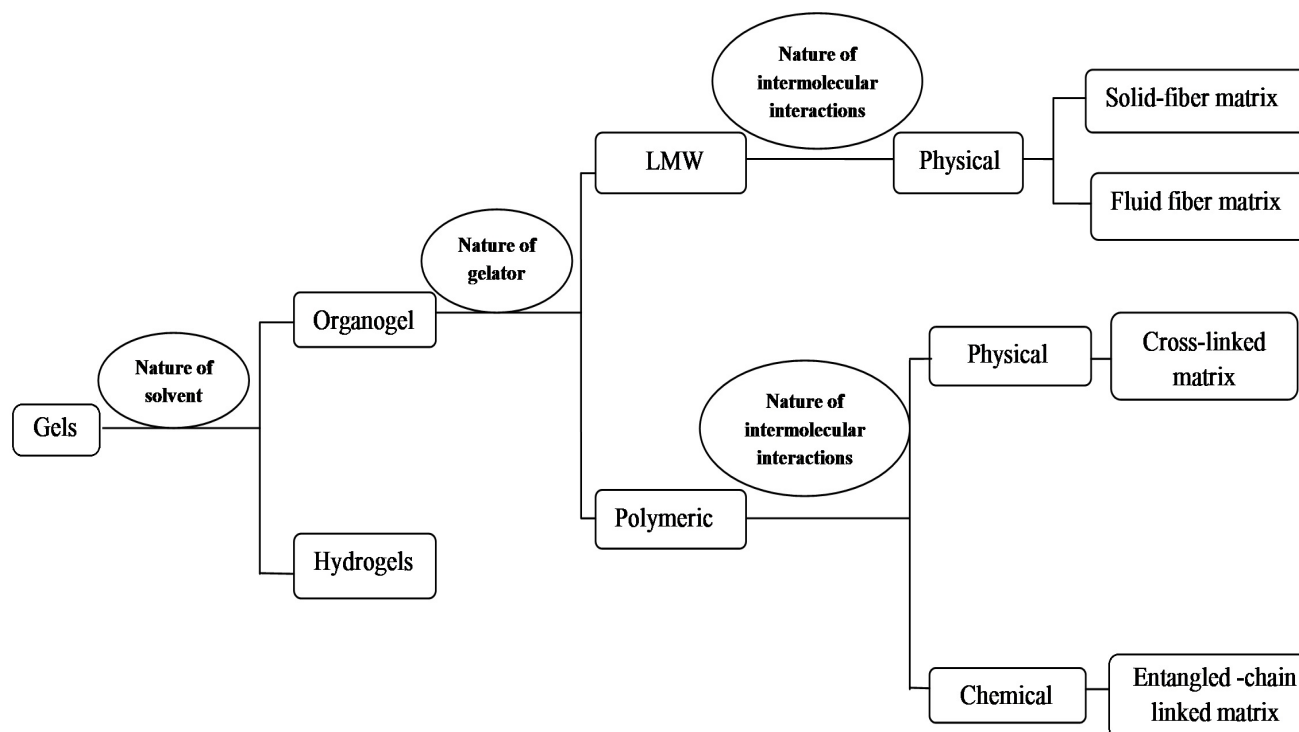 Gels
Nature of
solvent
Organogel
Hydrogels
Nature of
gelator
LMW
Nature of
intermolecular
interactions
Physical
Solid-fiber matrix
Fluid fiber matrix
Polymeric
Nature of
intermolecular
interactions
Physical
Cross-linked
matrix
Chemical
Entangled -chain
linked matrix